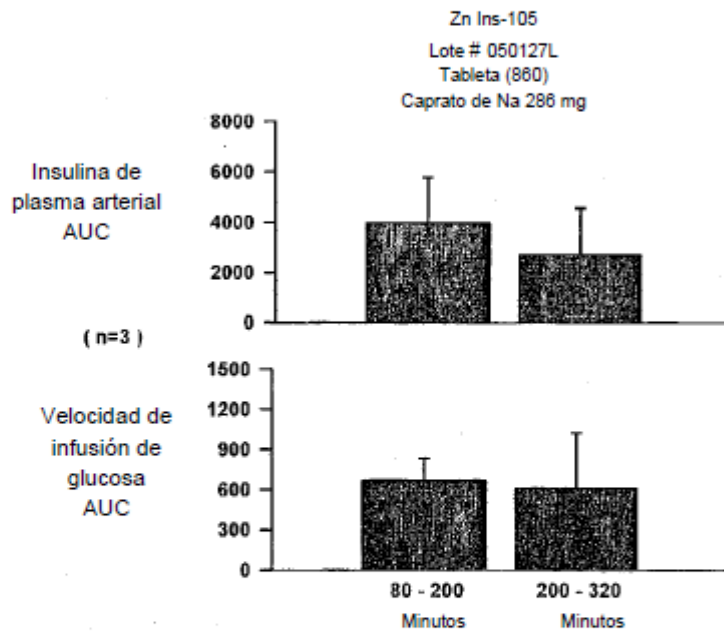 Zn Ins-105
Lote # 050127L
Tableta (860)
Caprato de Na 286 mg
Insulina de
plasma arterial
AUC
8000
6000
4000
2000
0
( n=3 )
Velocidad de
infusión de
glucosa
AUC
1500
1200
900
600
300
0
80 - 200
200 - 320
Minutos
Minutos